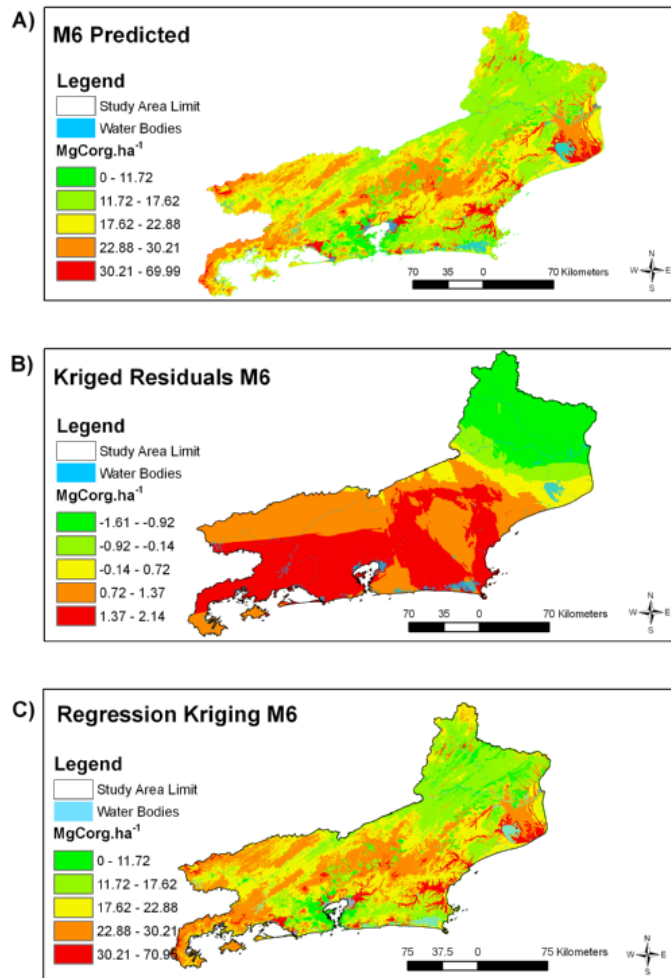 A)
M6 Predicted
Legend
Study Area Limit
Water Bodies
MgCorg.ha⁻¹
0 - 11.72
11.72 - 17.62
17.62 - 22.88
22.88 - 30.21
30.21 - 69.99
70 35 0 70 Kilometers
N
W E
S
B)
Kriged Residuals M6
Legend
Study Area Limit
Water Bodies
MgCorg.ha⁻¹
-1.61 - -0.92
-0.92 - -0.14
-0.14 - 0.72
0.72 - 1.37
1.37 - 2.14
70 35 0 70 Kilometers
N
W E
S
C)
Regression Kriging M6
Legend
Study Area Limit
Water Bodies
MgCorg.ha⁻¹
0 - 11.72
11.72 - 17.62
17.62 - 22.88
22.88 - 30.21
30.21 - 70.95
75 37.5 0 75 Kilometers
N
W E
S